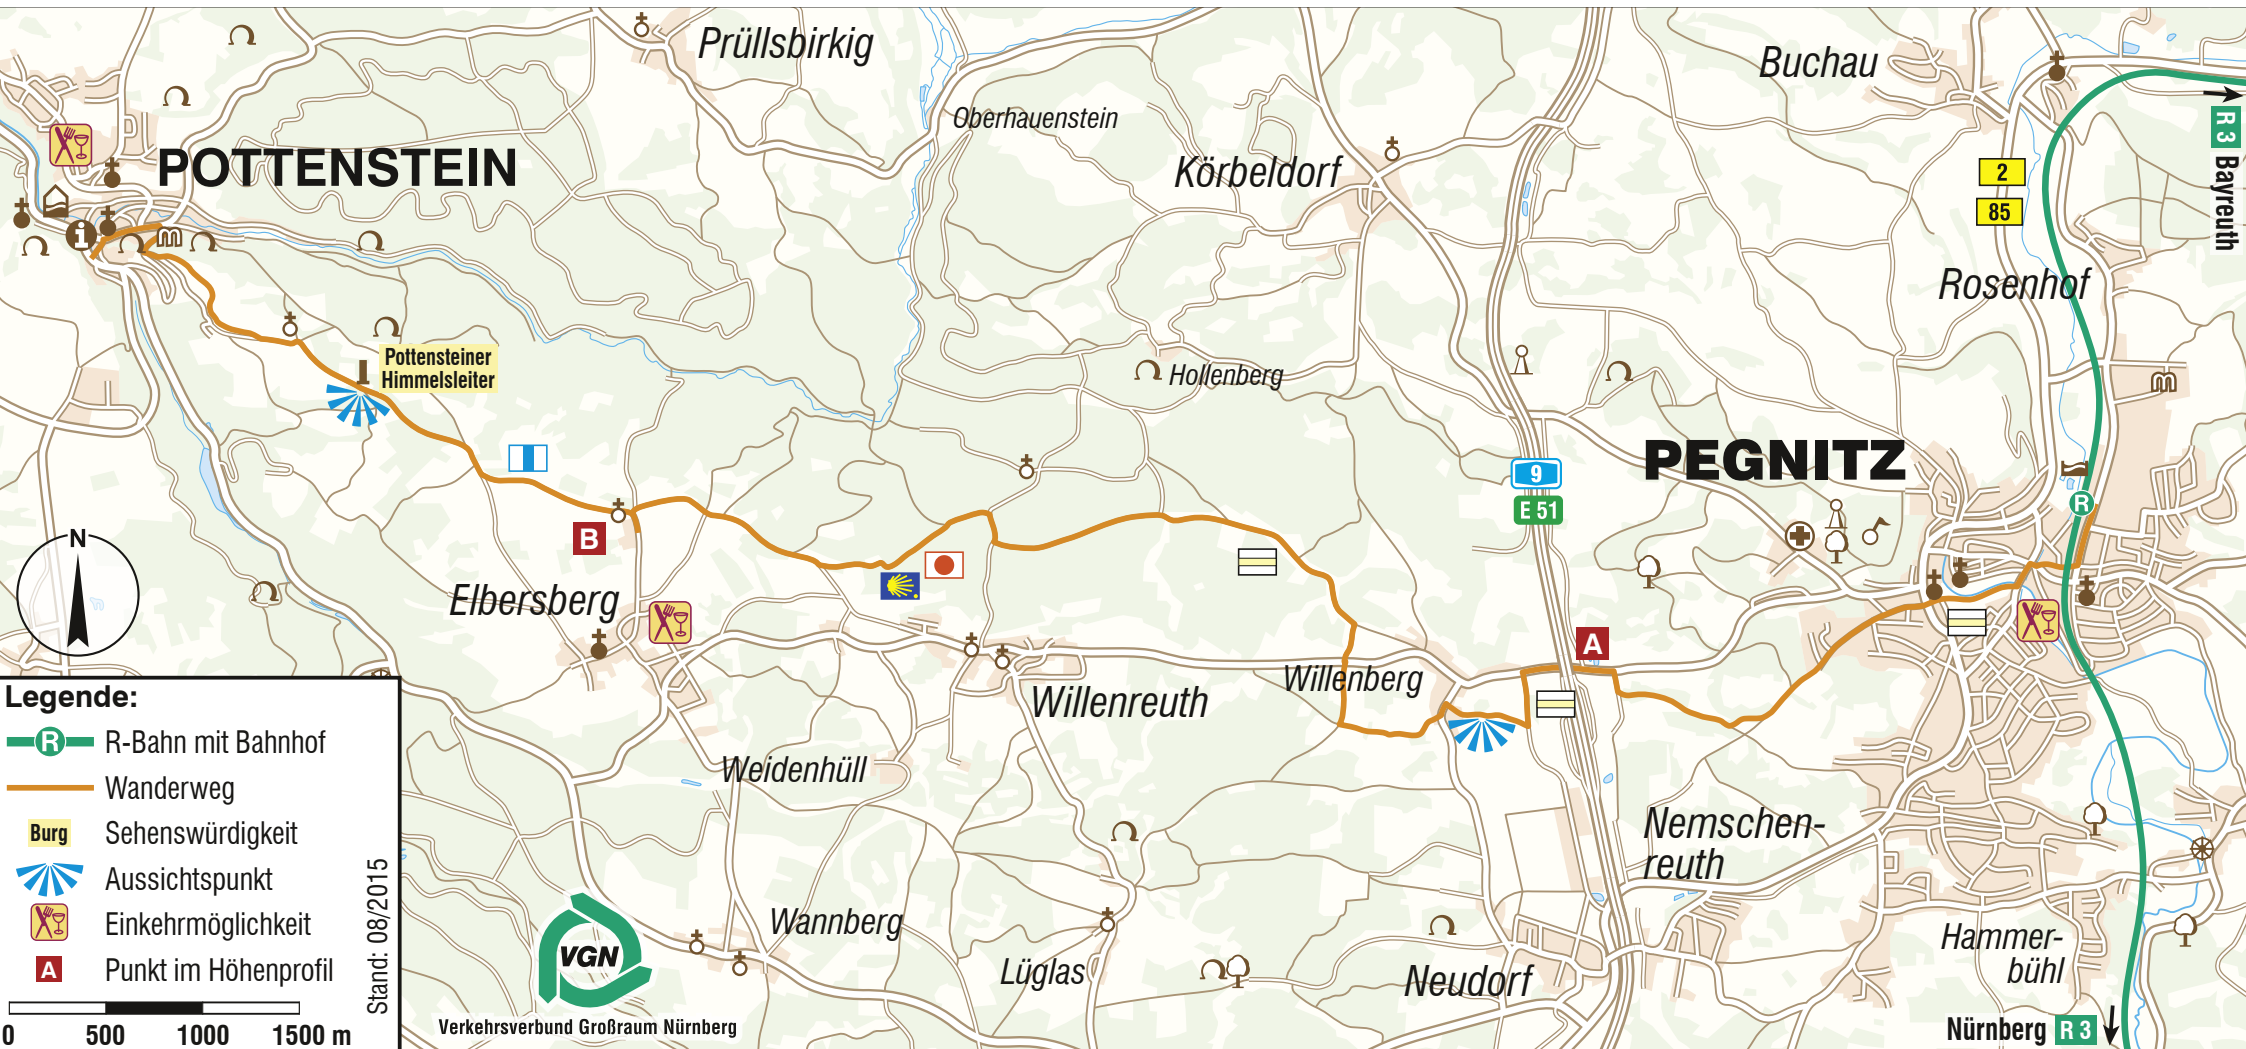 Prüllsbirkig
Buchau
Oberhauenstein
R 3
Bayreuth
POTTENSTEIN
Körbeldorf
2
85
i
m
Rosenhof
Pottensteiner
Himmelsleiter
Hollenberg
m
PEGNITZ
9
E 51
R
N
B
Elbersberg
A
Willenberg
Willenreuth
Legende:
R
R-Bahn mit Bahnhof
Wanderweg
Burg
Sehenswürdigkeit
Aussichtspunkt
Einkehrmöglichkeit
A
Punkt im Höhenprofil
0 500 1000 1500 m
Stand: 08/2015
Weidenhüll
Nemschen-
reuth
Wannberg
VGN
Verkehrsverbund Großraum Nürnberg
Lüglas
Neudorf
Hammer-
bühl
Nürnberg R 3